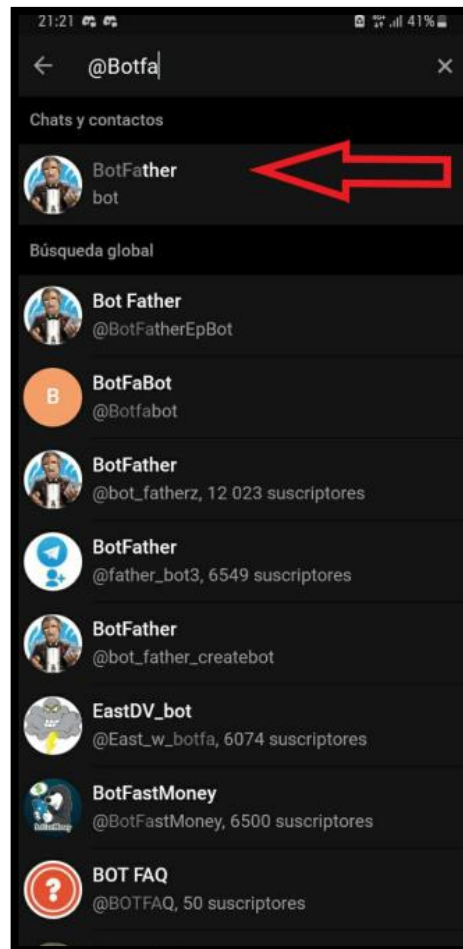 21:21 41%
@Botfa
Chats y contactos
BotFather
bot
Búsqueda global
Bot Father
@BotFatherEpBot
B
BotFaBot
@Botfabot
BotFather
@bot_fatherz, 12 023 suscriptores
BotFather
@father_bot3, 6549 suscriptores
BotFather
@bot_father_createbot
EastDV_bot
@East_w_botfa, 6074 suscriptores
BotFastMoney
@BotFastMoney, 6500 suscriptores
?
BOT FAQ
@BOTFAQ, 50 suscriptores